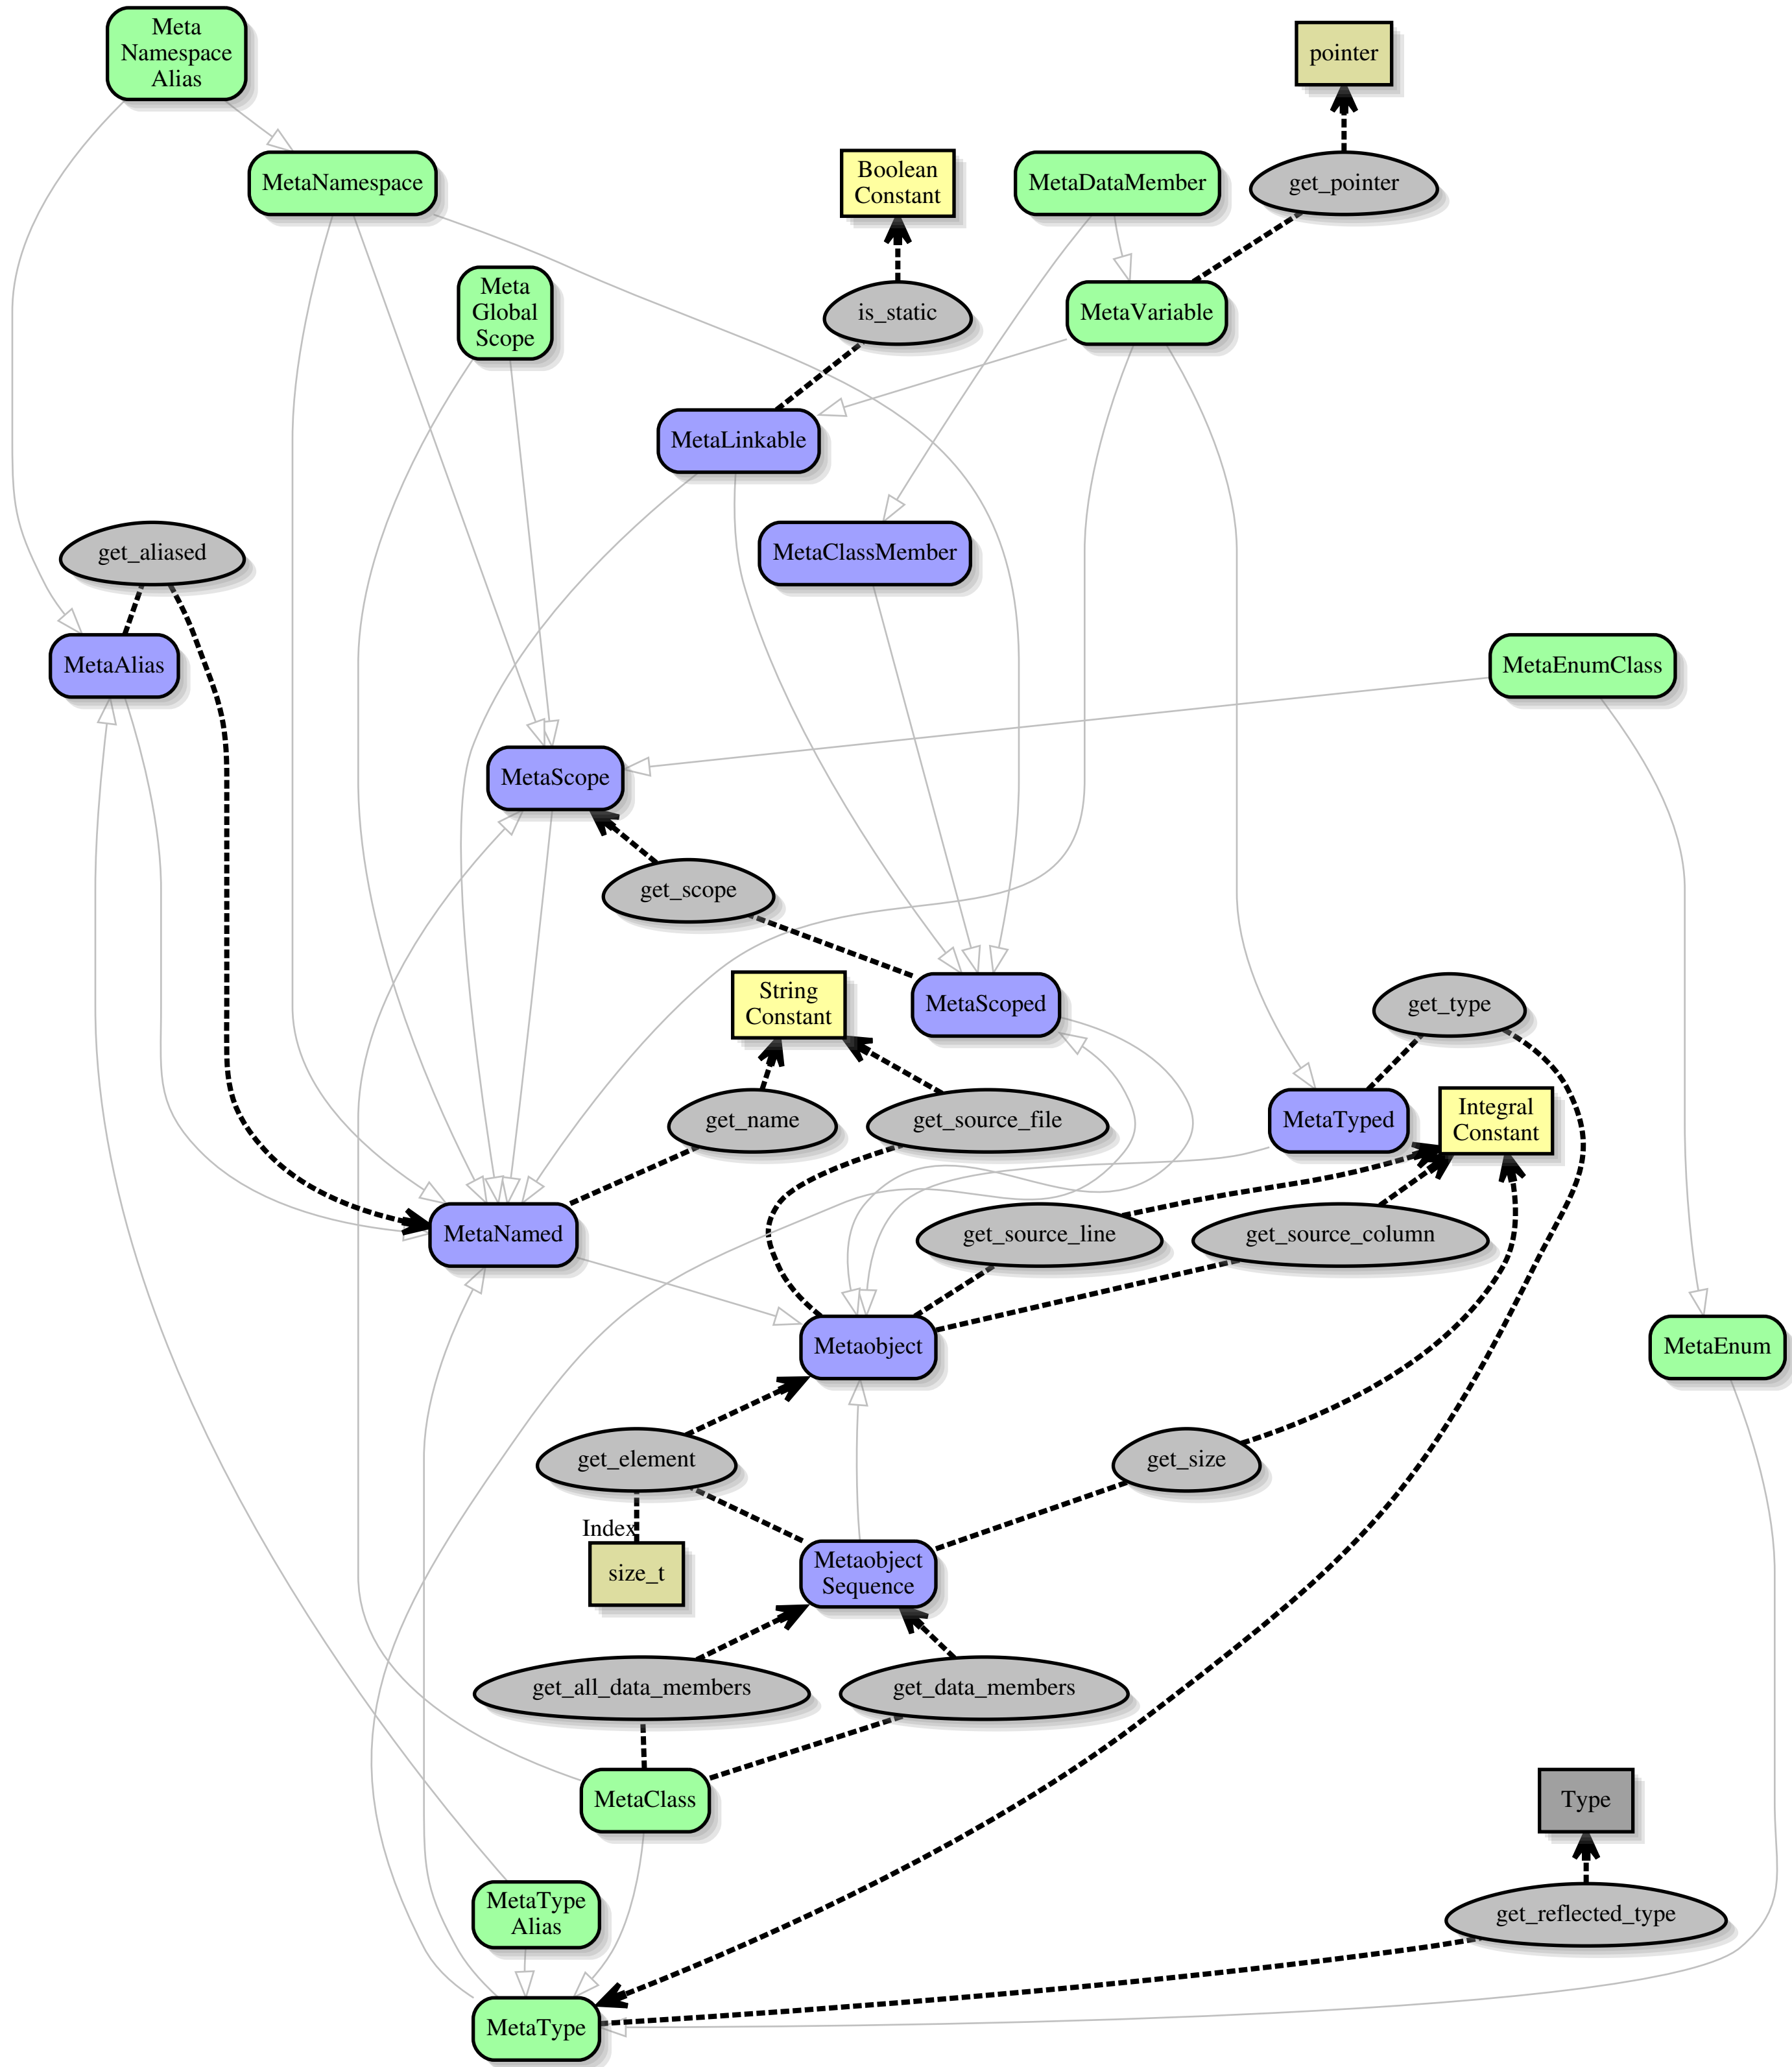 Meta
Namespace
Alias
pointer
MetaNamespace
Boolean
Constant
MetaDataMember
get_pointer
Meta
Global
Scope
is_static
MetaVariable
MetaLinkable
get_aliased
MetaClassMember
MetaAlias
MetaEnumClass
MetaScope
get_scope
String
Constant
MetaScoped
get_type
get_name
get_source_file
MetaTyped
Integral
Constant
MetaNamed
get_source_line
get_source_column
Metaobject
MetaEnum
get_element
get_size
Index
size_t
Metaobject
Sequence
get_all_data_members
get_data_members
MetaClass
Type
MetaType
Alias
get_reflected_type
MetaType